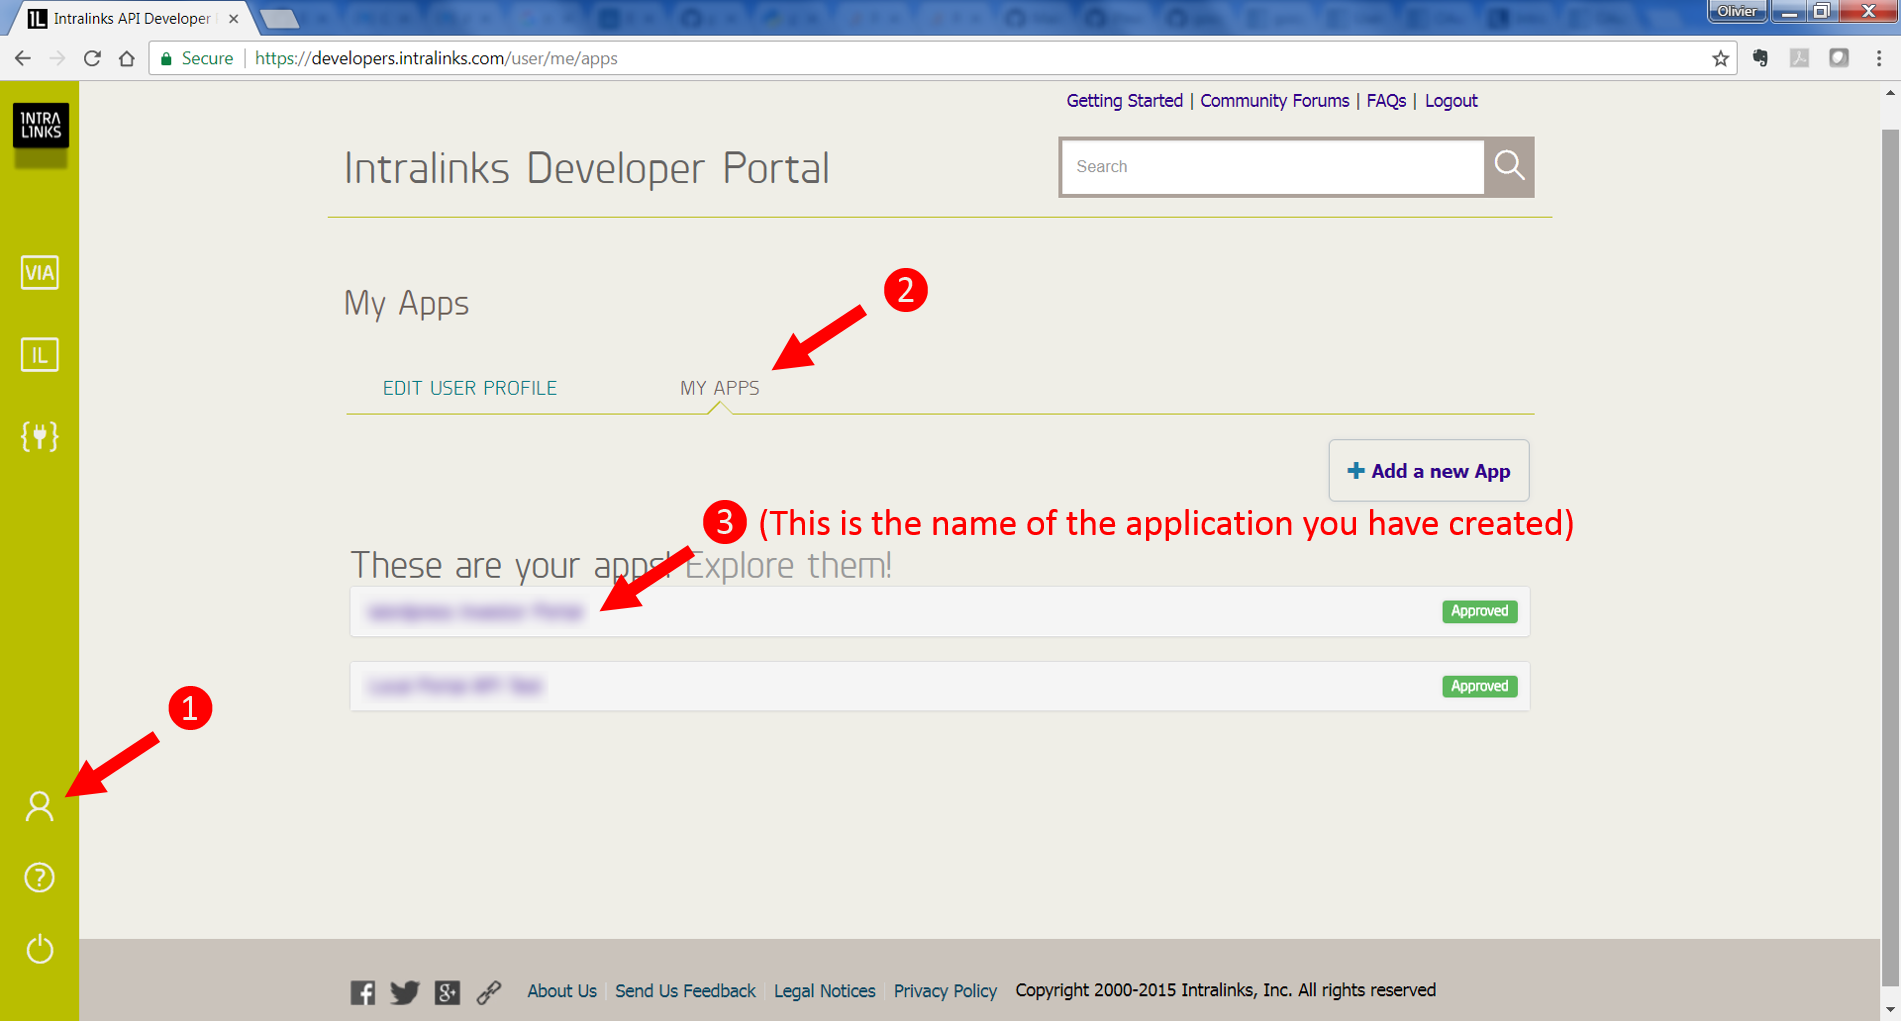 Intralinks API Developer
Olivier
Secure
https://developers.intralinks.com/user/me/apps
INTRA
LINKS
Getting Started | Community Forums | FAQs | Logout
Intralinks Developer Portal
Search
VIA
My Apps
2
IL
EDIT USER PROFILE
MY APPS
+ Add a new App
3 (This is the name of the application you have created)
These are your apps! Explore them!
Approved
Approved
1
?
About Us
Send Us Feedback
Legal Notices
Privacy Policy
Copyright 2000-2015 Intralinks, Inc. All rights reserved